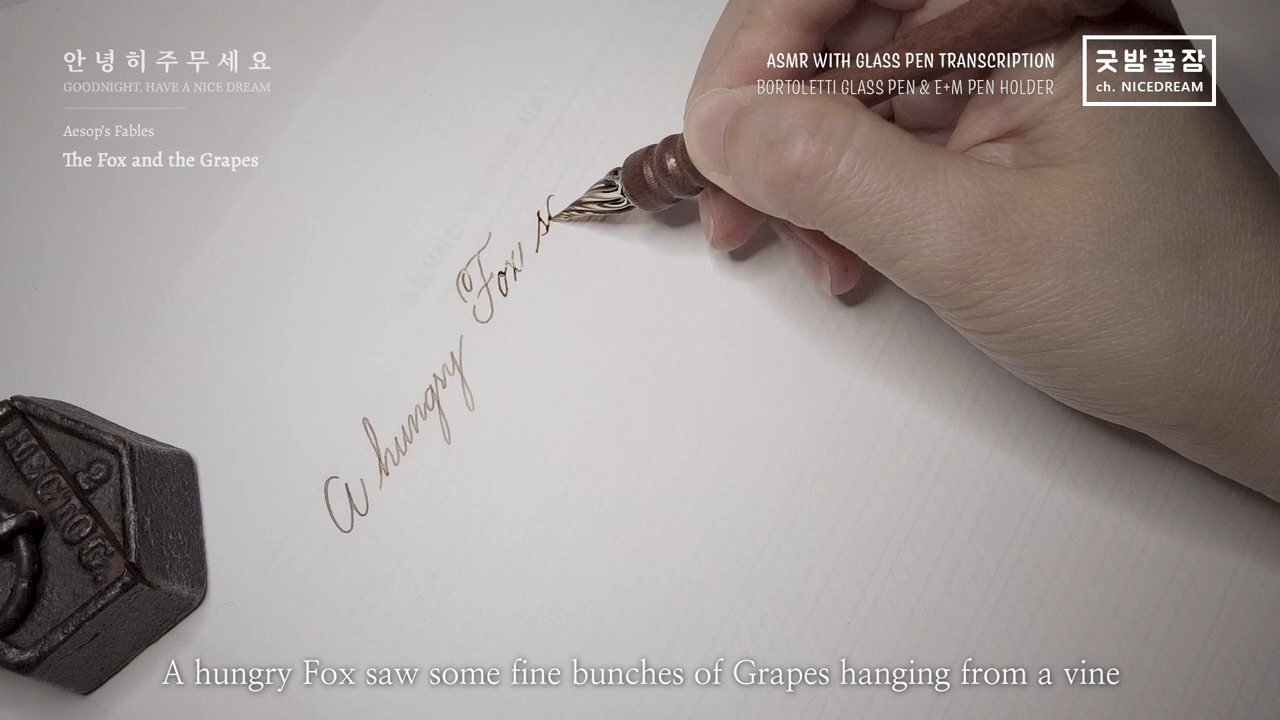 안녕히주무세요
GOODNIGHT, HAVE A NICE DREAM
Aesop's Fables
The Fox and the Grapes
ASMR WITH GLASS PEN TRANSCRIPTION
BORTOLETTI GLASS PEN & E+M PEN HOLDER
굿밤꿀잠
ch. NICEDREAM
A hungry Fox s
HECTOG.
A hungry Fox saw some fine bunches of Grapes hanging from a vine